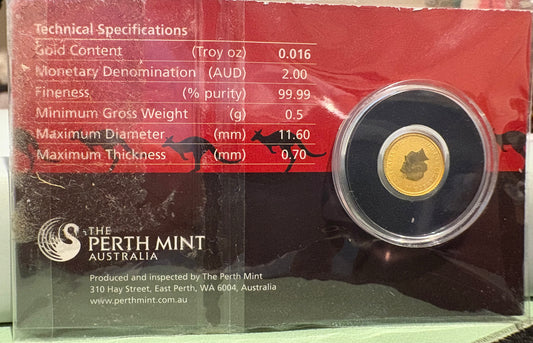 Technical Specifications
Gold Content (Troy oz) 0.016
Monetary Denomination (AUD) 2.00
Fineness (% purity) 99.99
Minimum Gross Weight (g) 0.5
Maximum Diameter (mm) 11.60
Maximum Thickness (mm) 0.70
THE
PERTH MINT
AUSTRALIA
Produced and inspected by The Perth Mint
310 Hay Street, East Perth, WA 6004, Australia
www.perthmint.com.au